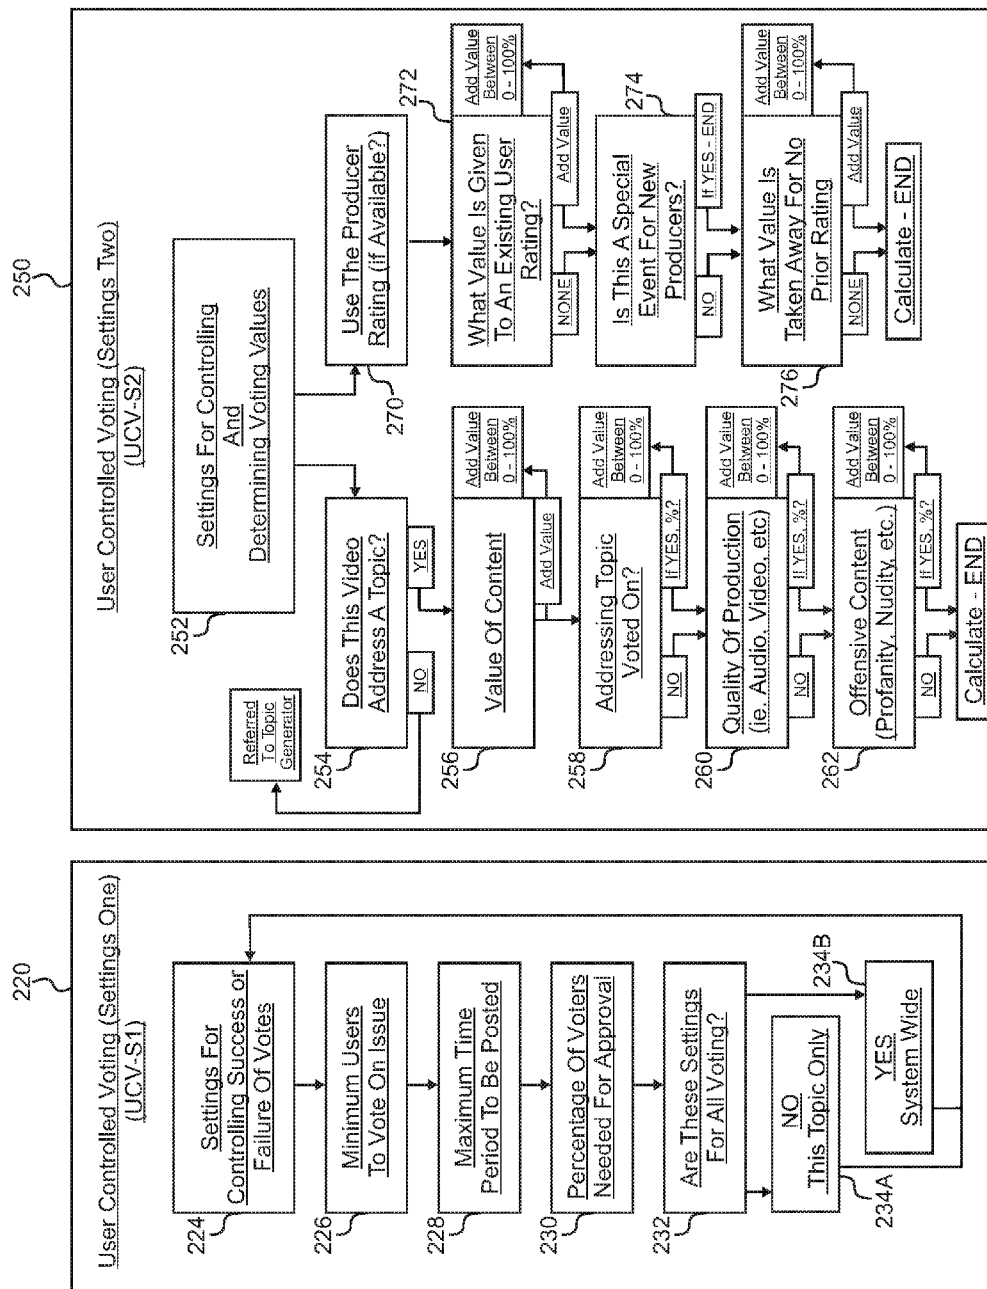 220
User Controlled Voting (Settings One)
(UCV-S1)
Settings For
Controlling Success or
Failure Of Votes
224
Minimum Users
To Vote On Issue
226
Maximum Time
Period To Be Posted
228
Percentage Of Voters
Needed For Approval
230
Are These Settings
For All Voting?
232
NO
This Topic Only
234A
YES
System Wide
234B
250
User Controlled Voting (Settings Two)
(UCV-S2)
Settings For Controlling
And
Determining Voting Values
252
Referred
To Topic
Generator
Does This Video
Address A Topic?
254
NO
YES
Value Of Content
256
Add Value
Add Value
Between
0 - 100%
Addressing Topic
Voted On?
258
NO
If YES, %?
Add Value
Between
0 - 100%
Quality Of Production
(ie. Audio, Video, etc)
260
NO
If YES, %?
Add Value
Between
0 - 100%
Offensive Content
(Profanity, Nudity, etc.)
262
NO
If YES, %?
Add Value
Between
0 - 100%
Calculate - END
Use The Producer
Rating (If Available?)
270
What Value Is Given
To An Existing User
Rating?
272
NONE
Add Value
Add Value
Between
0 - 100%
Is This A Special
Event For New
Producers?
274
NO
If YES - END
What Value Is
Taken Away For No
Prior Rating
276
NONE
Add Value
Add Value
Between
0 - 100%
Calculate - END